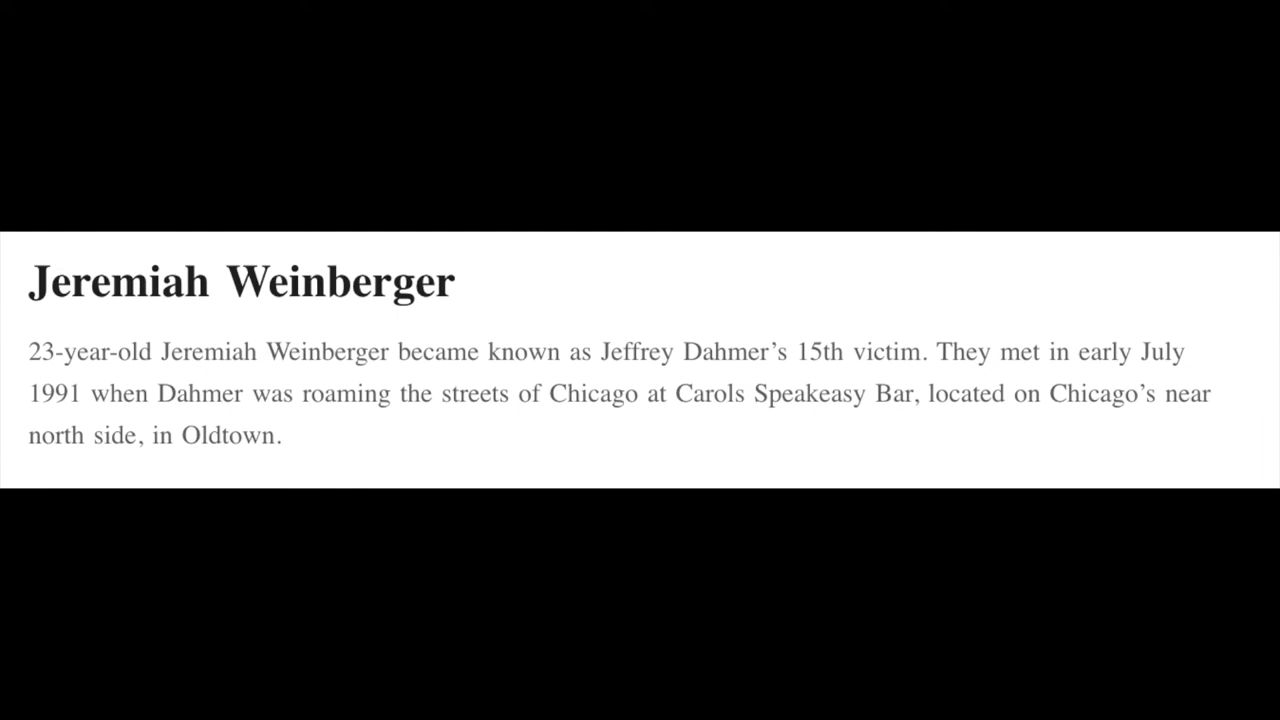 Jeremiah Weinberger
23-year-old Jeremiah Weinberger became known as Jeffrey Dahmer’s 15th victim. They met in early July
1991 when Dahmer was roaming the streets of Chicago at Carols Speakeasy Bar, located on Chicago’s near
north side, in Oldtown.